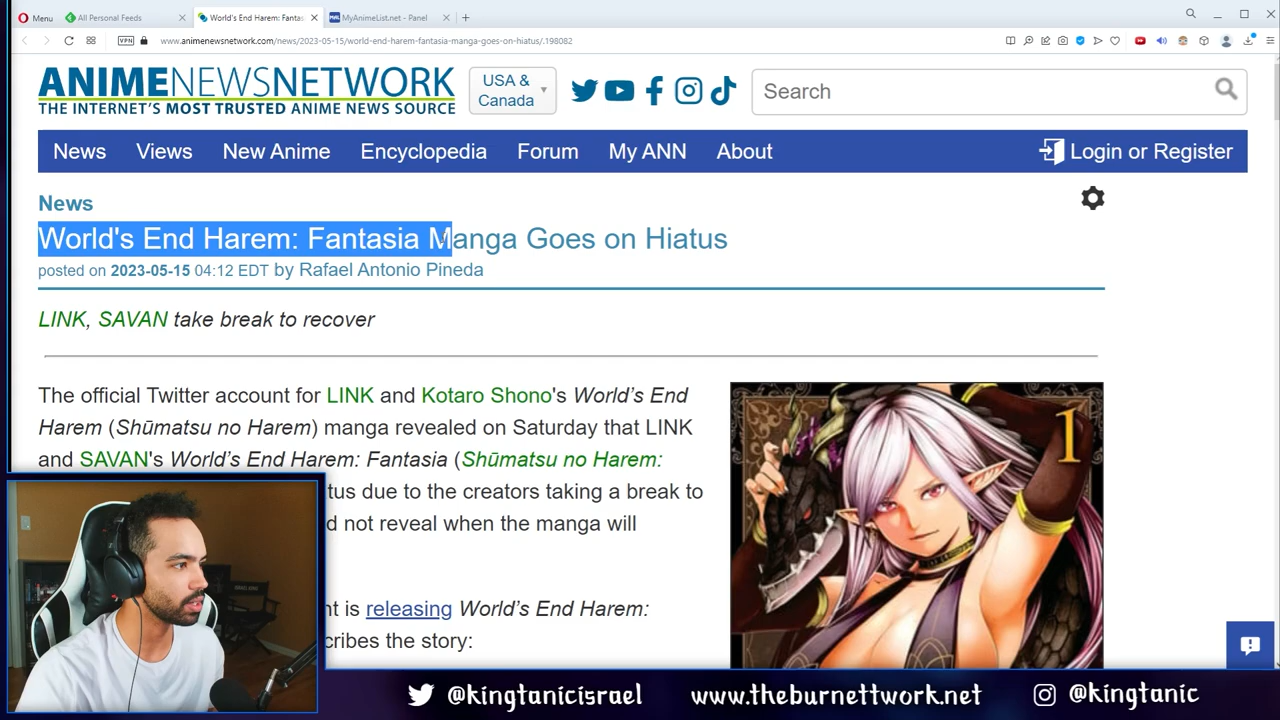 Menu
All Personal Feeds
World's End Harem: Fantas
MyAnimeList.net - Panel
VPN
www.animenewsnetwork.com/news/2023-05-15/world-end-harem-fantasia-manga-goes-on-hiatus/.198082
ANIMENEWSNETWORK
THE INTERNET'S MOST TRUSTED ANIME NEWS SOURCE
USA &
Canada
Search
News Views New Anime Encyclopedia Forum My ANN About Login or Register
News
World's End Harem: Fantasia Manga Goes on Hiatus
posted on 2023-05-15 04:12 EDT by Rafael Antonio Pineda
LINK, SAVAN take break to recover
The official Twitter account for LINK and Kotaro Shono's World's End
Harem (Shūmatsu no Harem) manga revealed on Saturday that LINK
and SAVAN's World's End Harem: Fantasia (Shūmatsu no Harem:
tus due to the creators taking a break to
d not reveal when the manga will
nt is releasing World's End Harem:
cribes the story:
1
@kingtanicisrael
www.theburnettwork.net
@kingtanic